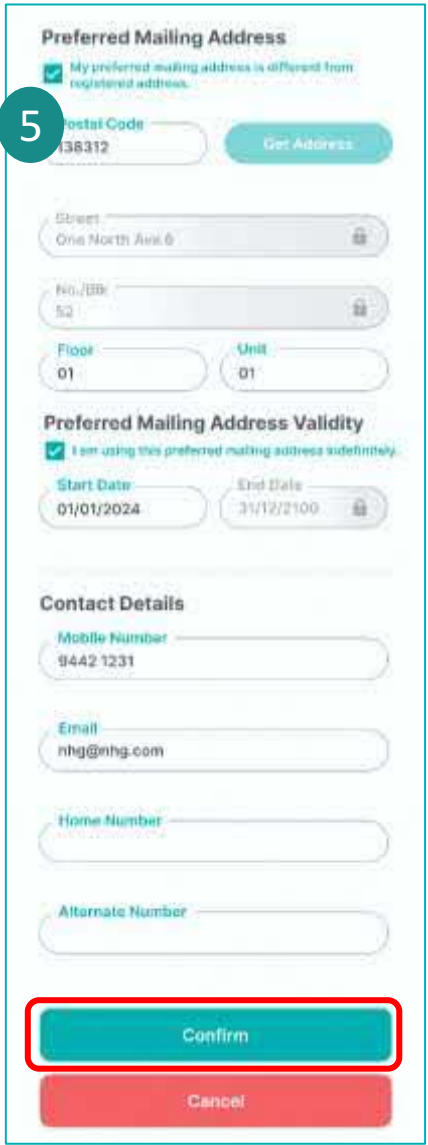 Preferred Mailing Address
My preferred mailing address is different from
registered address.
5
Postal Code
138312
Get Address
Street
One North Ave 6
No./Blk
52
Floor
01
Unit
01
Preferred Mailing Address Validity
I am using this preferred mailing address indefinitely.
Start Date
01/01/2024
End Date
31/12/2100
Contact Details
Mobile Number
9442 1231
Email
nhg@nhg.com
Home Number
Alternate Number
Confirm
Cancel